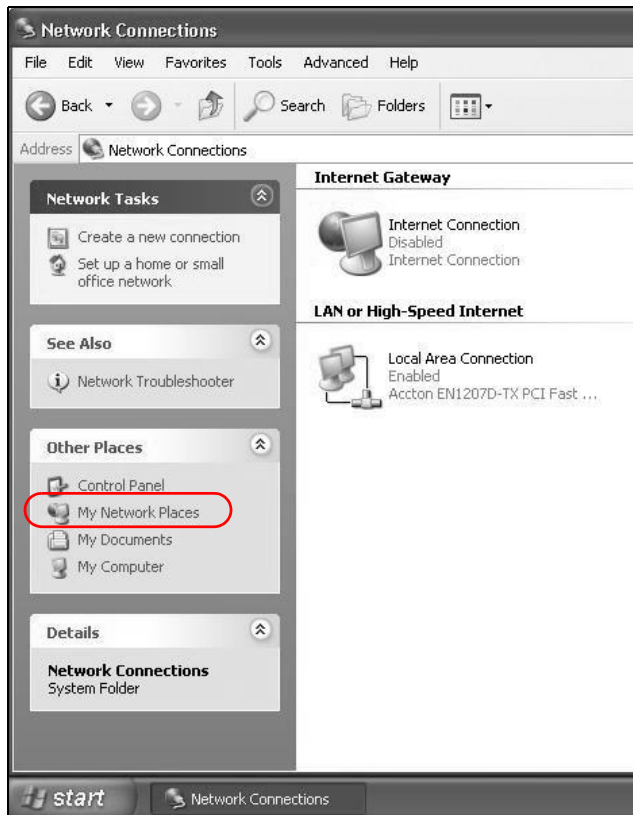 Network Connections
File Edit View Favorites Tools Advanced Help
Back Search Folders
Address Network Connections
Network Tasks
Create a new connection
Set up a home or small
office network
See Also
Network Troubleshooter
Other Places
Control Panel
My Network Places
My Documents
My Computer
Details
Network Connections
System Folder
Internet Gateway
Internet Connection
Disabled
Internet Connection
LAN or High-Speed Internet
Local Area Connection
Enabled
Accton EN1207D-TX PCI Fast ...
start Network Connections